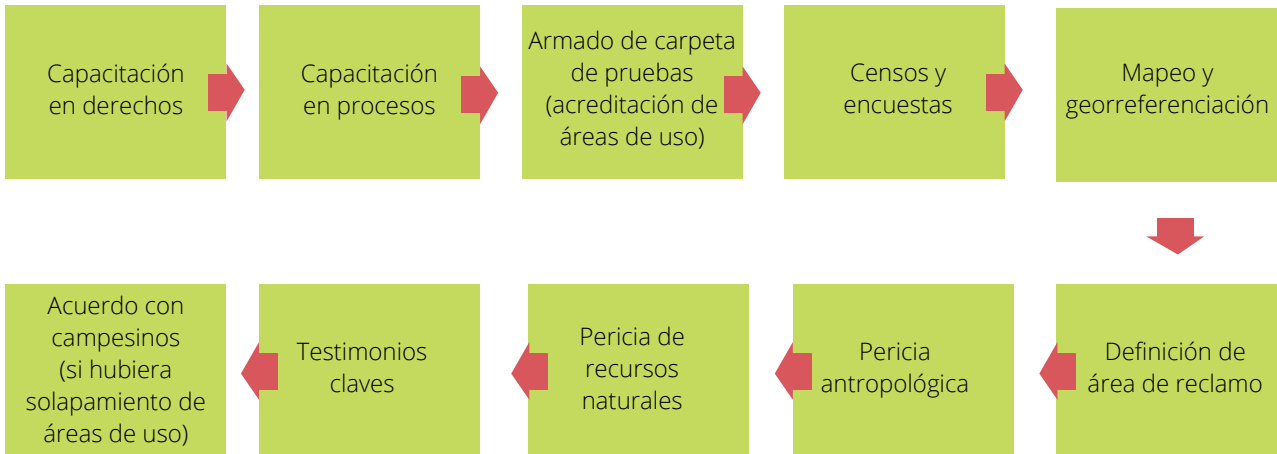 Capacitación
en derechos
Capacitación
en procesos
Armado de carpeta
de pruebas
(acreditación de
áreas de uso)
Censos y
encuestas
Mapeo y
georreferenciación
Definición de
área de reclamo
Pericia
antropológica
Pericia de
recursos
naturales
Testimonios
claves
Acuerdo con
campesinos
(si hubiera
solapamiento de
áreas de uso)